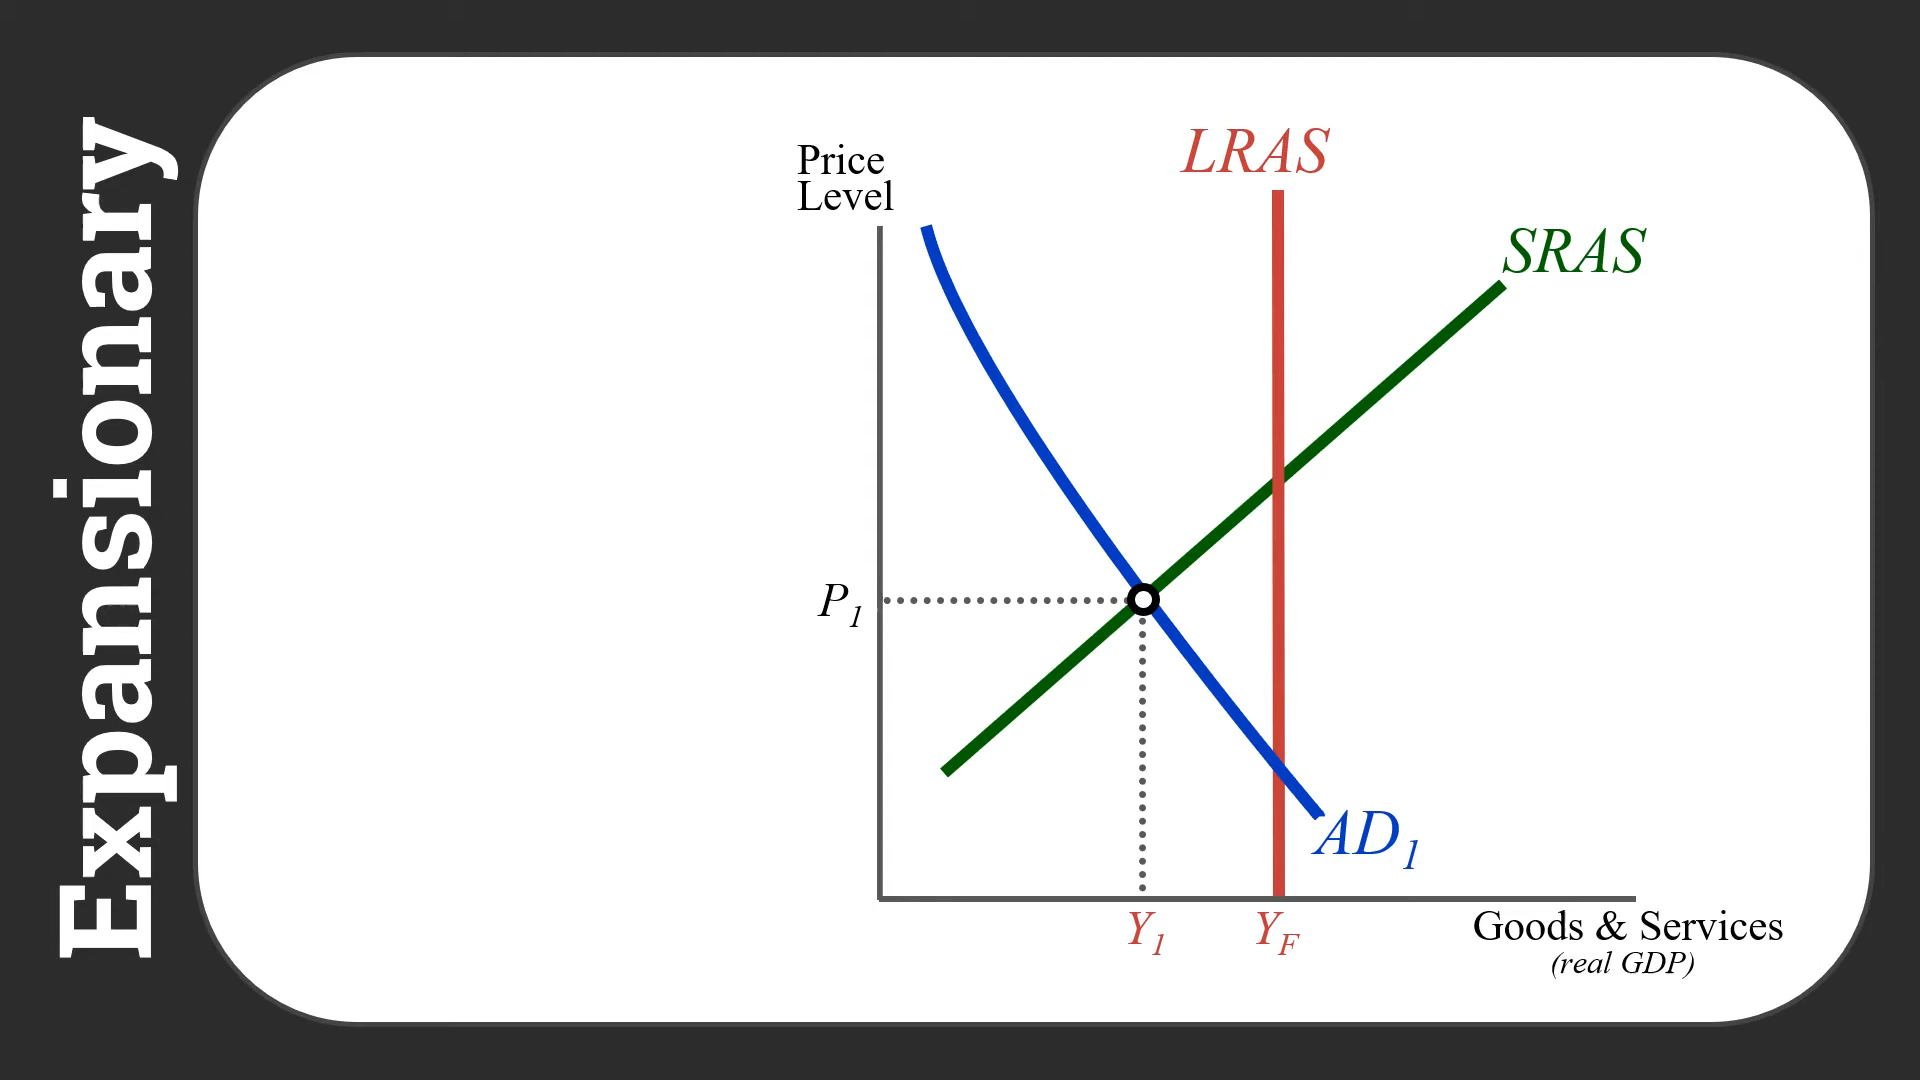 Expansionary
Price
Level
LRAS
SRAS
P1
AD1
Y1
YF
Goods & Services
(real GDP)